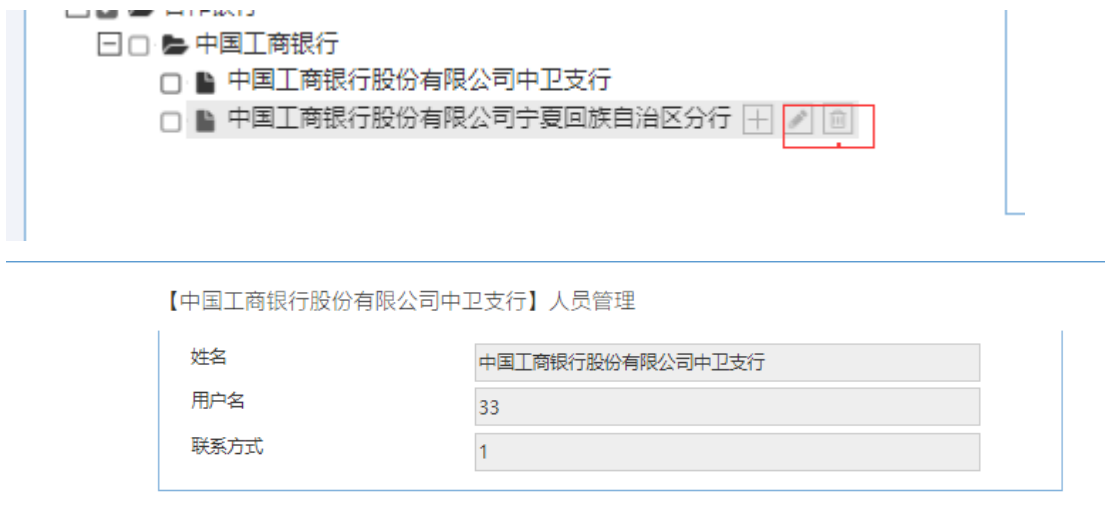 合作银行
中国工商银行
中国工商银行股份有限公司中卫支行
中国工商银行股份有限公司宁夏回族自治区分行
【中国工商银行股份有限公司中卫支行】人员管理
姓名 中国工商银行股份有限公司中卫支行
用户名 33
联系方式 1